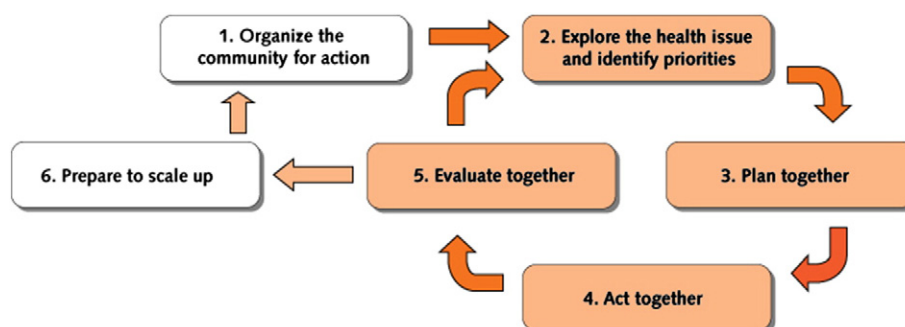 1. Organize the
community for action
2. Explore the health issue
and identify priorities
6. Prepare to scale up
5. Evaluate together
3. Plan together
4. Act together